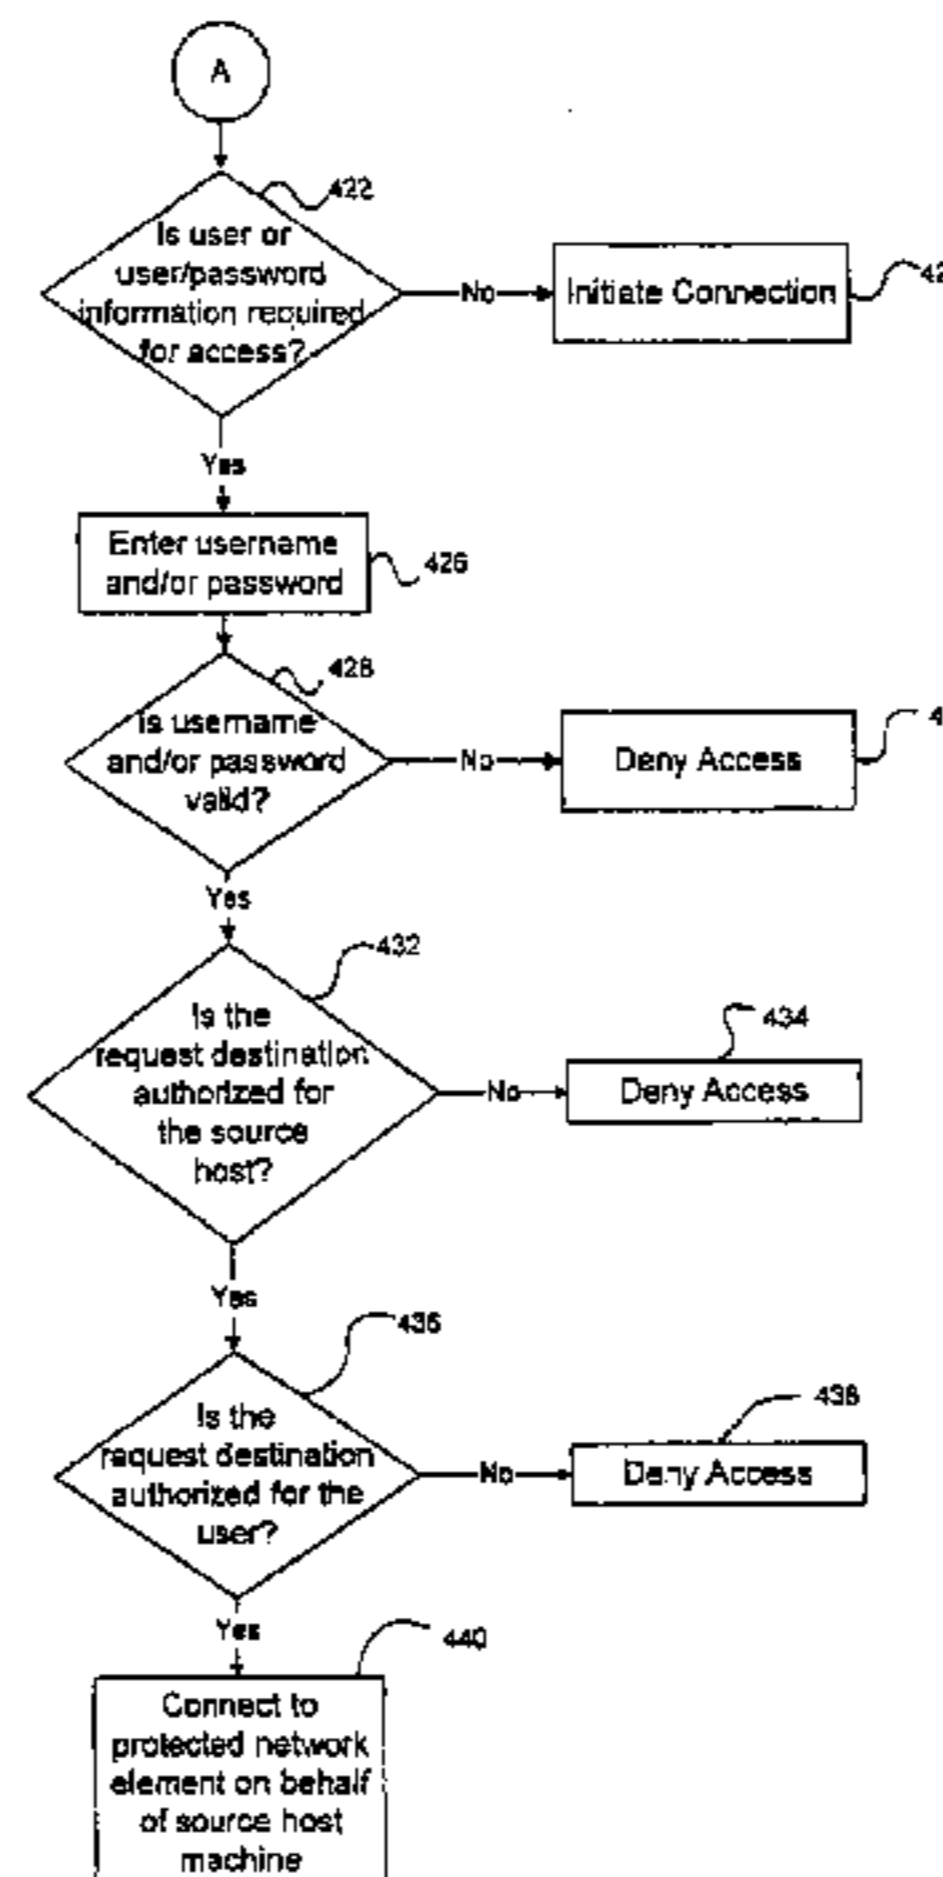 A
422
Is user or
user/password
information required
for access?
No
Initiate Connection
42
Yes
Enter username
and/or password
426
428
Is username
and/or password
valid?
No
Deny Access
4
Yes
432
Is the
request destination
authorized for
the source
host?
No
434
Deny Access
Yes
436
Is the
request destination
authorized for the
user?
No
438
Deny Access
Yes
440
Connect to
protected network
element on behalf
of source host
machine